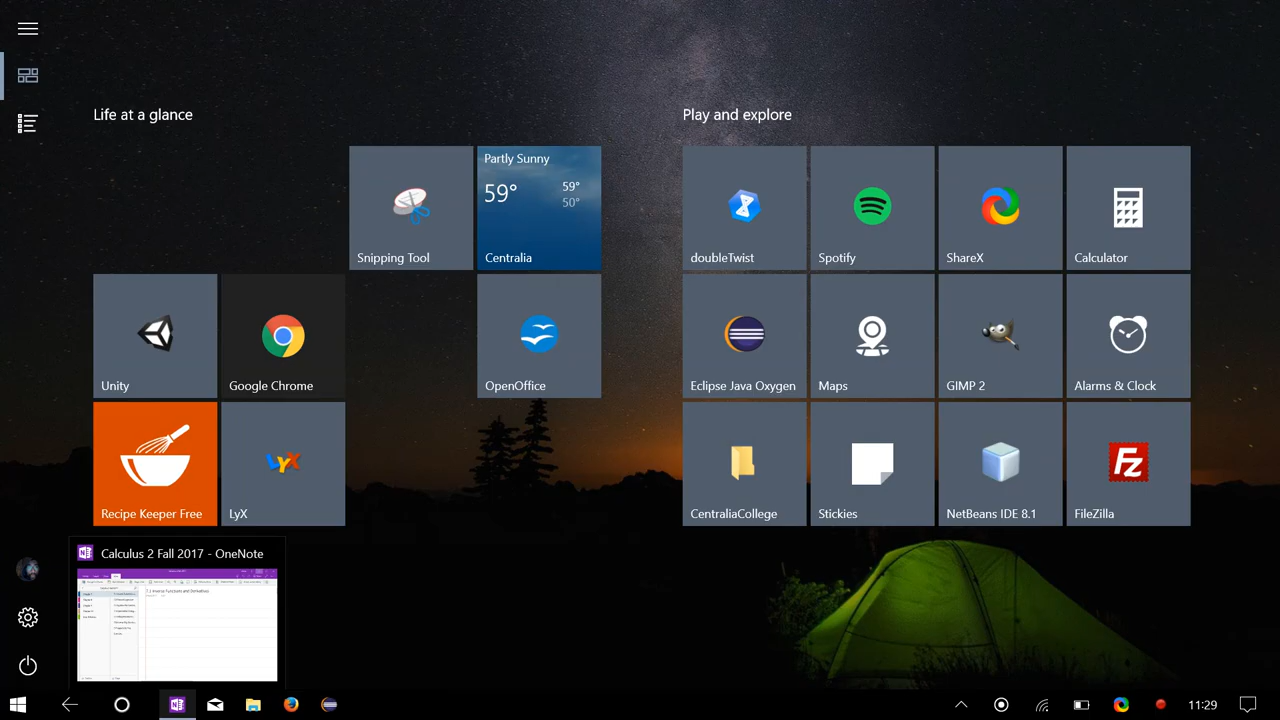 Life at a glance
Play and explore
Snipping Tool
Partly Sunny
59°
59°
50°
Centralia
doubleTwist
Spotify
ShareX
Calculator
Unity
Google Chrome
OpenOffice
Eclipse Java Oxygen
Maps
GIMP 2
Alarms & Clock
Recipe Keeper Free
LyX
LyX
CentraliaCollege
Stickies
NetBeans IDE 8.1
Fz
FileZilla
N
Calculus 2 Fall 2017 - OneNote
7.1 Inverse Functions and Derivatives
N
11:29